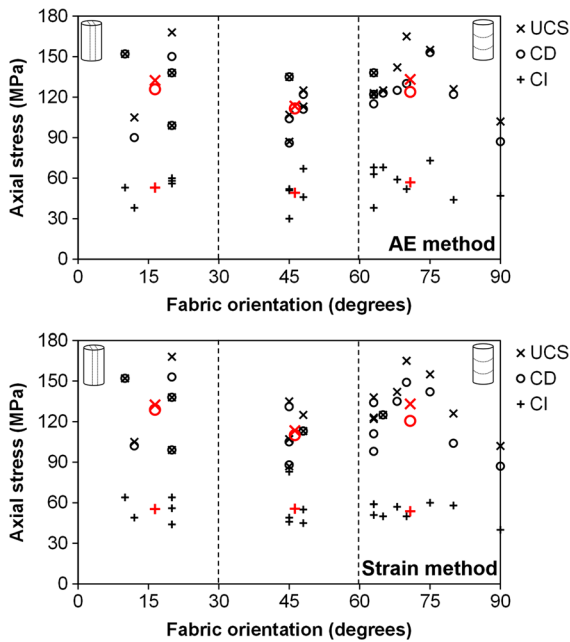 180
150
120
90
60
30
0
Axial stress (MPa)
× UCS
○ CD
+ CI
AE method
0 15 30 45 60 75 90
Fabric orientation (degrees)
180
150
120
90
60
30
0
Axial stress (MPa)
× UCS
○ CD
+ CI
Strain method
0 15 30 45 60 75 90
Fabric orientation (degrees)